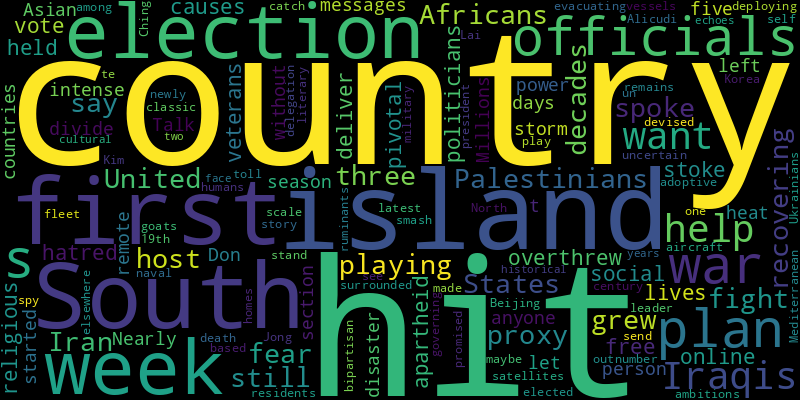 Asian among Ching causes catch messages Africans five deploying evacuating vessels
vote Alicudi echoes self
held election officials
country
countries intense say te newly classic two divide Talk cultural Kim
veterans without delegation literary deliver pivotal military politicians Lai president Millions power days storm play decades left Korea remains un devised spoke want uncertain
United face toll humans season three Palestinians stoke adoptive recovering Ukrainians
first island
fleet remote goats 19th scale story ruminants latest smash North at one help heat
s hatred host Don stand playing overthrew aircraft war years
religious spy started elsewhere naval South homes section surrounded see apartheid made governing promised States historical Beijing social century lives fight Mediterranean
hit
Iran Nearly death Jong based bipartisan disaster anyone proxy grew leader send free plan
week fear still residents maybe let satellites elected outnumber person online Iraqis ambitions